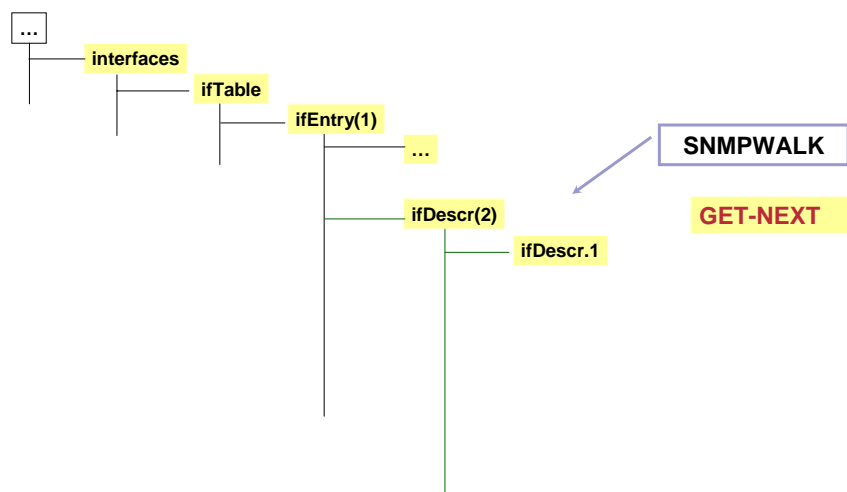 ...
interfaces
ifTable
ifEntry(1)
...
SNMPWALK
ifDescr(2)
GET-NEXT
ifDescr.1